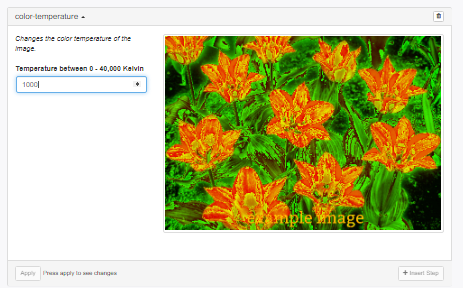 color-temperature
Changes the color temperature of the
image.
Temperature between 0 - 40,000 Kelvin
1000
example image
Apply
Press apply to see changes
+ Insert Step